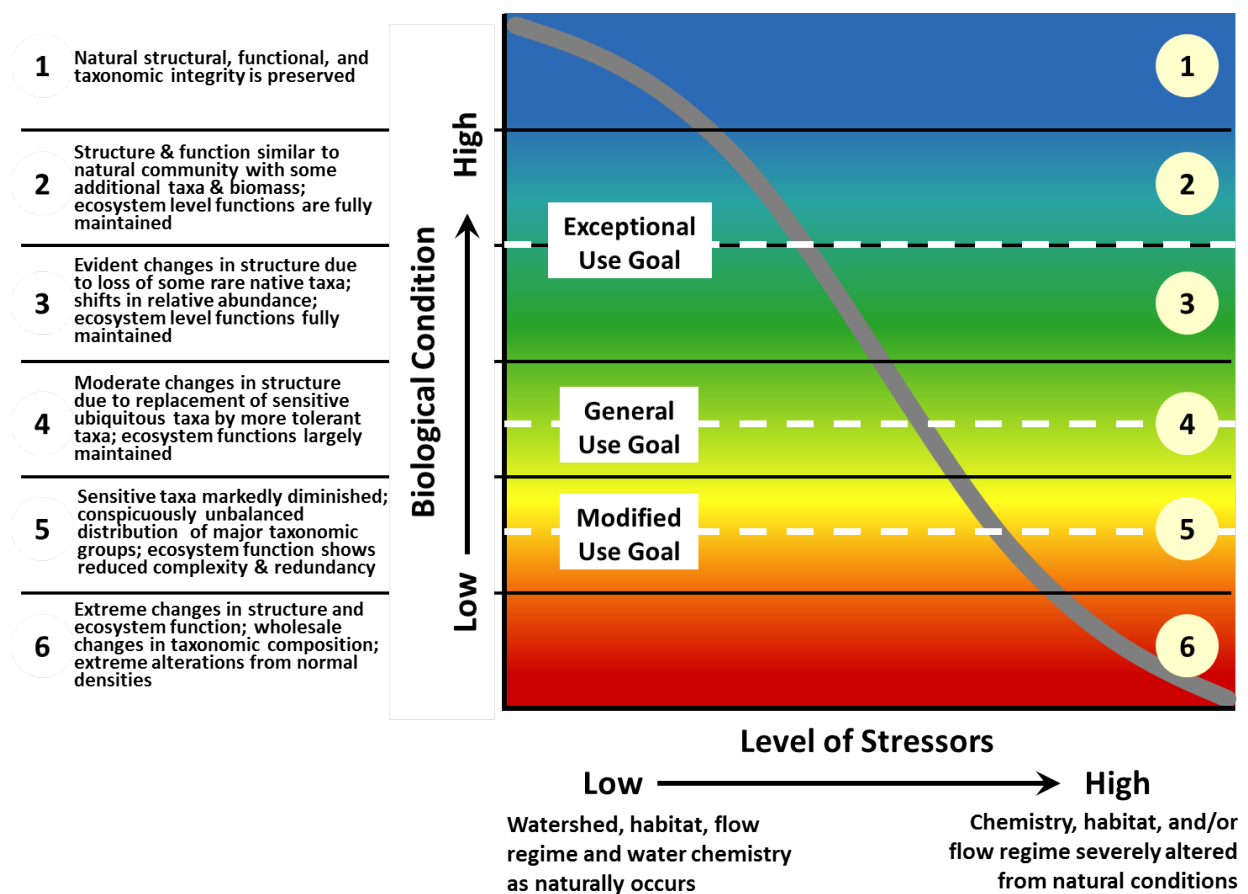 1
Natural structural, functional, and
taxonomic integrity is preserved
2
Structure & function similar to
natural community with some
additional taxa & biomass;
ecosystem level functions are fully
maintained
3
Evident changes in structure due
to loss of some rare native taxa;
shifts in relative abundance;
ecosystem level functions fully
maintained
4
Moderate changes in structure
due to replacement of sensitive
ubiquitous taxa by more tolerant
taxa; ecosystem functions largely
maintained
5
Sensitive taxa markedly diminished;
conspicuously unbalanced
distribution of major taxonomic
groups; ecosystem function shows
reduced complexity & redundancy
6
Extreme changes in structure and
ecosystem function; wholesale
changes in taxonomic composition;
extreme alterations from normal
densities
Biological Condition
High
Low
Exceptional
Use Goal
General
Use Goal
Modified
Use Goal
1
2
3
4
5
6
Level of Stressors
Low
High
Watershed, habitat, flow
regime and water chemistry
as naturally occurs
Chemistry, habitat, and/or
flow regime severely altered
from natural conditions